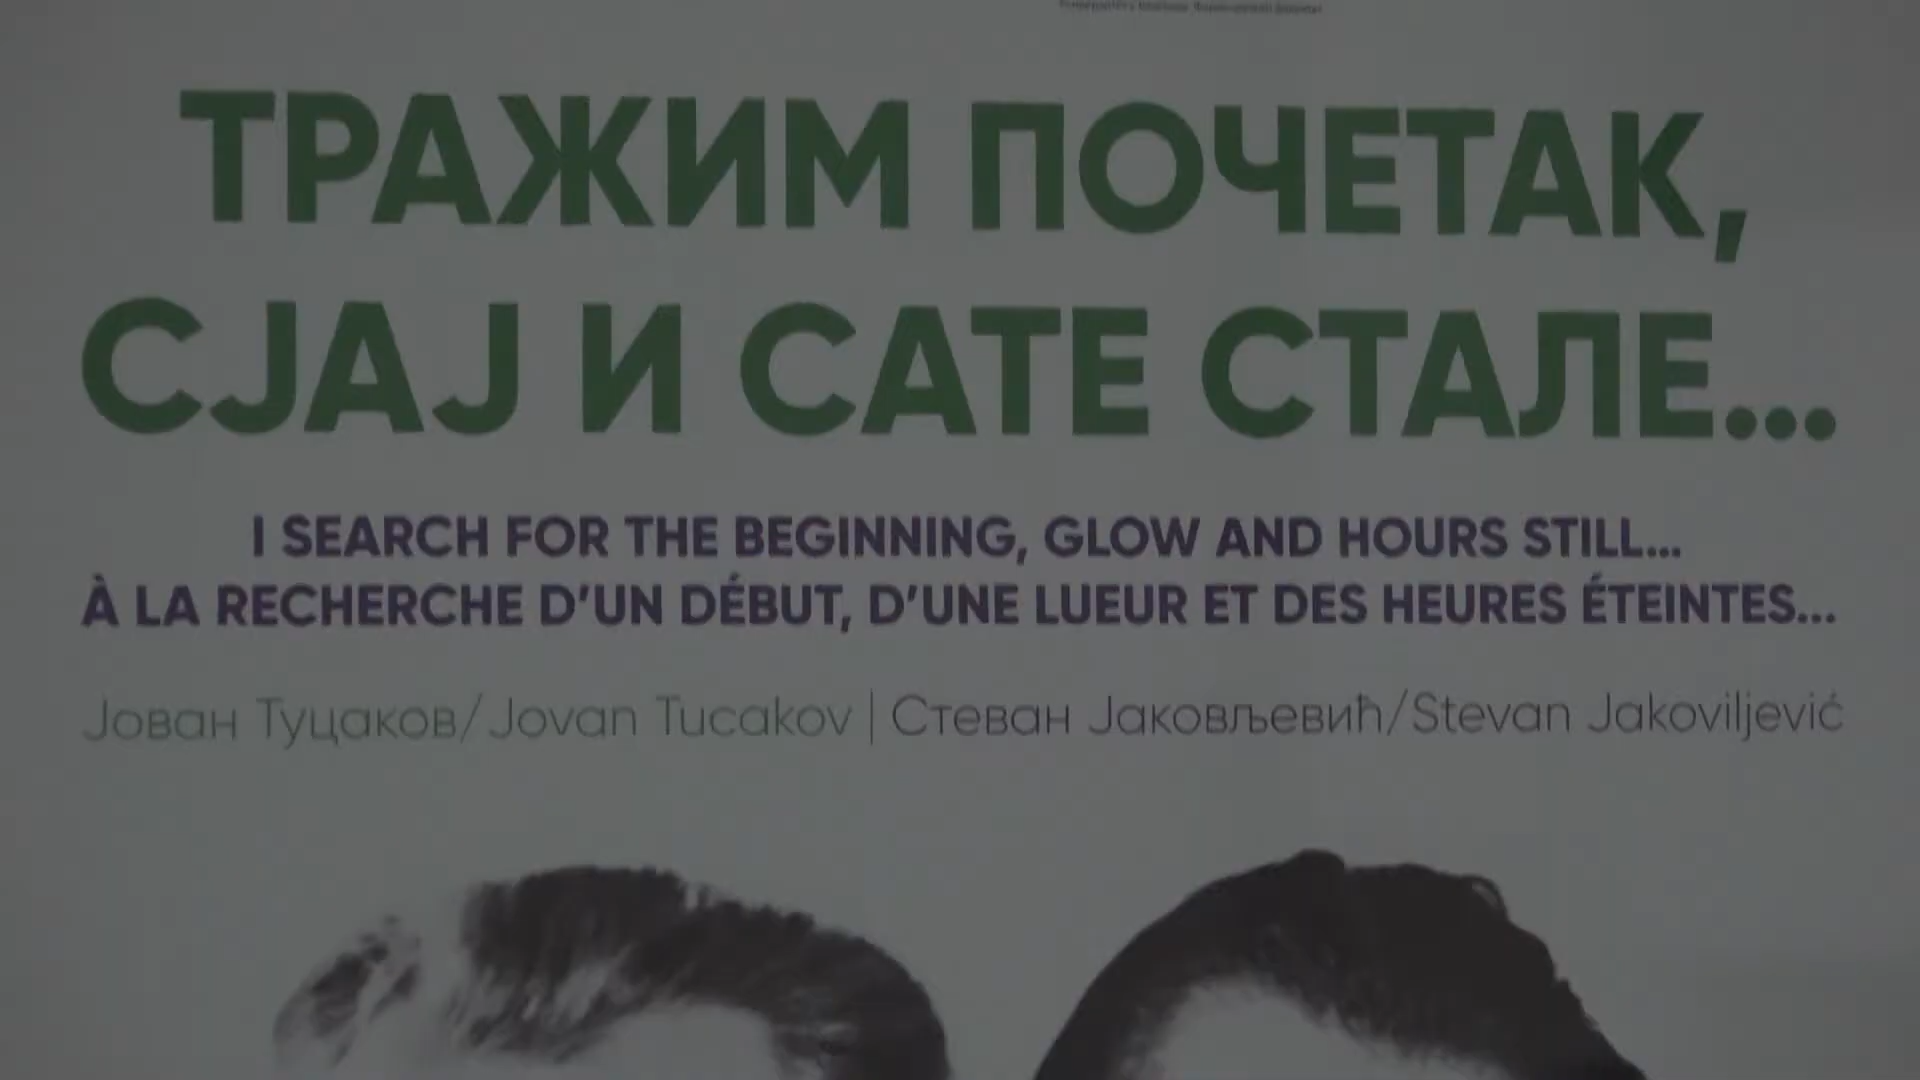 ТРАЖИМ ПОЧЕТАК,
СЈАЈ И САТЕ СТАЛЕ...
I SEARCH FOR THE BEGINNING, GLOW AND HOURS STILL...
À LA RECHERCHE D’UN DÉBUT, D’UNE LUEUR ET DES HEURES ÉTEINTES...
Јован Туцаков/Jovan Tucakov | Стеван Јаковљевић/Stevan Jakoviljević